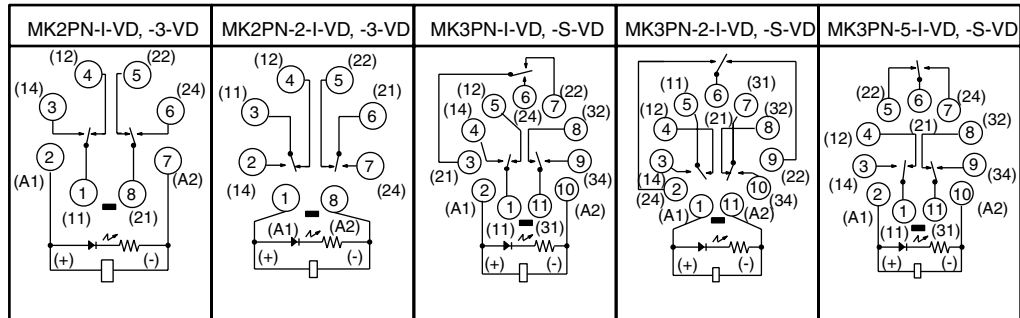 MK2PN-I-VD, -3-VD
(12) (22)
4 5
(14) (24)
3 6
2 7
(A1) 1 8 (A2)
(11) (21)
(+) (-)
MK2PN-2-I-VD, -3-VD
(12) (22)
4 5
(11) (21)
3 6
2 7
(14) 1 8 (24)
(A1) (A2)
(+) (-)
MK3PN-I-VD, -S-VD
6
(12) 5 7 (22)
(14) (24) (32)
4 8
3 9
(21) 2 10 (34)
(A1) 1 11 (A2)
(11) (31)
(+) (-)
MK3PN-2-I-VD, -S-VD
6
(11) (31)
5 7
(12) (21) (32)
4 8
3 9
(14) 2 10 (22)
(24) 1 11 (34)
(A1) (A2)
(+) (-)
MK3PN-5-I-VD, -S-VD
6
(22) 5 7 (24)
(12) (21) (32)
4 8
3 9
(14) 2 10 (34)
(A1) 1 11 (A2)
(11) (31)
(+) (-)